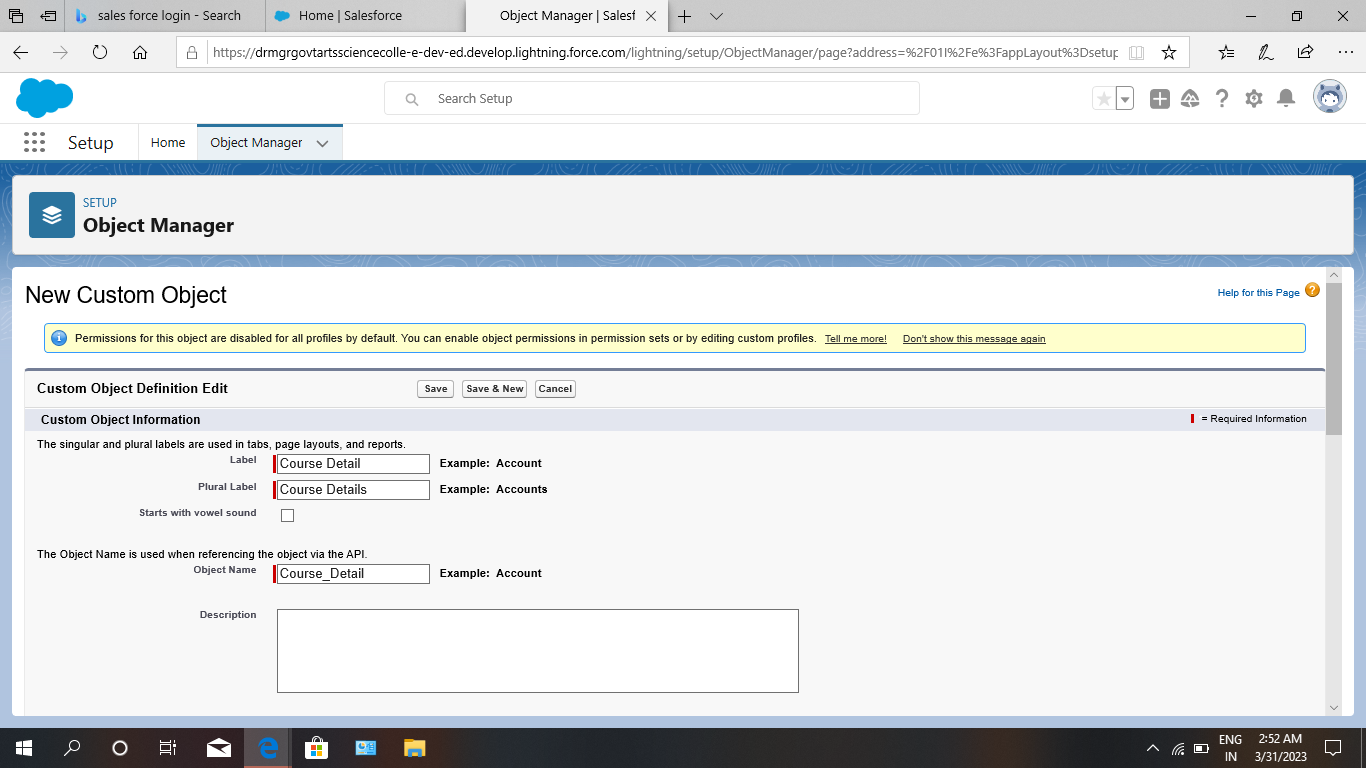 sales force login - Search
Home | Salesforce
Object Manager | Salesf
https://drmgrgovtartssciencecolle-e-dev-ed.develop.lightning.force.com/lightning/setup/ObjectManager/page?address=%2F01I%2Fe%3FappLayout%3Dsetup
Search Setup
Setup
Home
Object Manager
SETUP
Object Manager
New Custom Object
Help for this Page
Permissions for this object are disabled for all profiles by default. You can enable object permissions in permission sets or by editing custom profiles. Tell me more! Don't show this message again
Custom Object Definition Edit
Save
Save & New
Cancel
Custom Object Information
= Required Information
The singular and plural labels are used in tabs, page layouts, and reports.
Label
Course Detail
Example: Account
Plural Label
Course Details
Example: Accounts
Starts with vowel sound
The Object Name is used when referencing the object via the API.
Object Name
Course_Detail
Example: Account
Description
ENG
IN
2:52 AM
3/31/2023